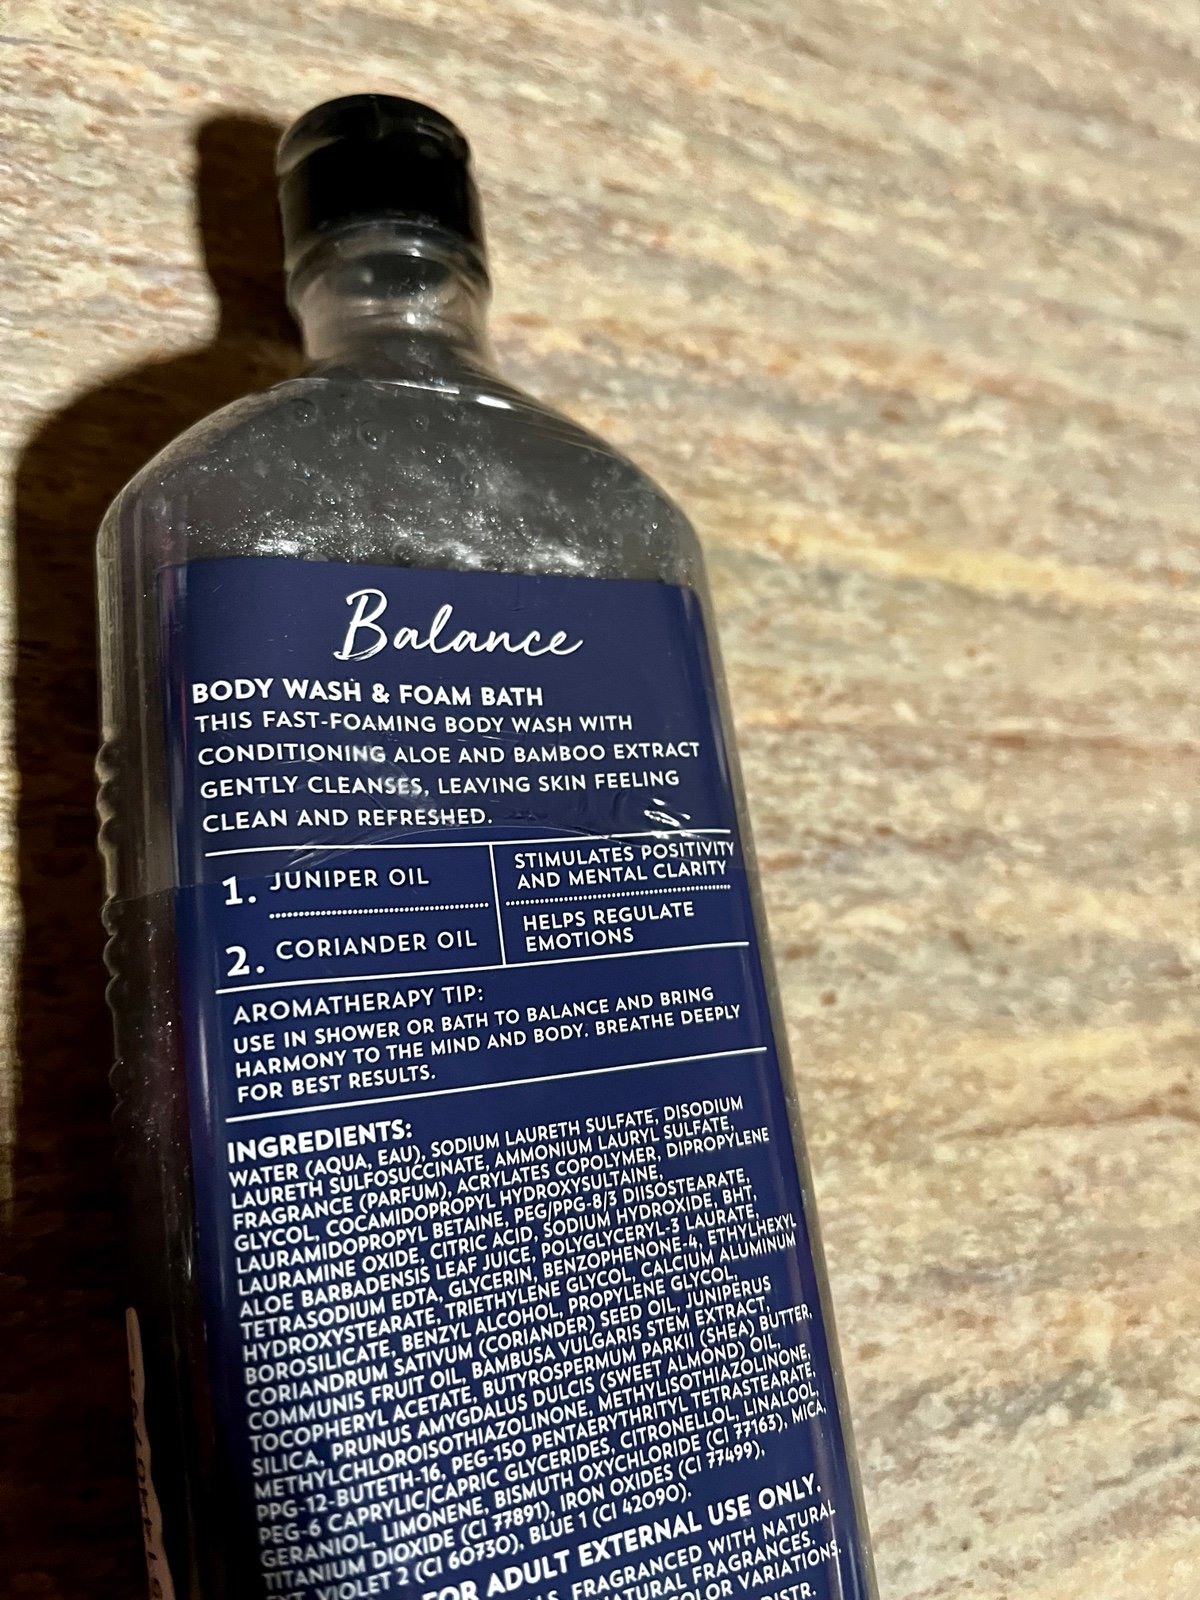 Balance
BODY WASH & FOAM BATH
THIS FAST-FOAMING BODY WASH WITH
CONDITIONING ALOE AND BAMBOO EXTRACT
GENTLY CLEANSES, LEAVING SKIN FEELING
CLEAN AND REFRESHED.
1. JUNIPER OIL
STIMULATES POSITIVITY
AND MENTAL CLARITY
2. CORIANDER OIL
HELPS REGULATE
EMOTIONS
AROMATHERAPY TIP:
USE IN SHOWER OR BATH TO BALANCE AND BRING
HARMONY TO THE MIND AND BODY. BREATHE DEEPLY
FOR BEST RESULTS.
INGREDIENTS:
WATER (AQUA, EAU), SODIUM LAURETH SULFATE, DISODIUM
LAURETH SULFOSUCCINATE, AMMONIUM LAURYL SULFATE,
FRAGRANCE (PARFUM), ACRYLATES COPOLYMER, DIPROPYLENE
GLYCOL, COCAMIDOPROPYL HYDROXYSULTAINE,
LAURAMIDOPROPYL BETAINE, PEG/PPG-8/3 DIISOSTEARATE,
LAURAMINE OXIDE, CITRIC ACID, SODIUM HYDROXIDE, BHT,
ALOE BARBADENSIS LEAF JUICE, POLYGLYCERYL-3 LAURATE,
TETRASODIUM EDTA, GLYCERIN, BENZOPHENONE-4, ETHYLHEXYL
HYDROXYSTEARATE, TRIETHYLENE GLYCOL, CALCIUM ALUMINUM
BOROSILICATE, BENZYL ALCOHOL, PROPYLENE GLYCOL,
CORIANDRUM SATIVUM (CORIANDER) SEED OIL, JUNIPERUS
COMMUNIS FRUIT OIL, BAMBUSA VULGARIS STEM EXTRACT,
TOCOPHERYL ACETATE, BUTYROSPERMUM PARKII (SHEA) BUTTER,
SILICA, PRUNUS AMYGDALUS DULCIS (SWEET ALMOND) OIL,
METHYLCHLOROISOTHIAZOLINONE, METHYLISOTHIAZOLINONE,
PPG-12-BUTETH-16, PEG-150 PENTAERYTHRITYL TETRASTEARATE,
PEG-6 CAPRYLIC/CAPRIC GLYCERIDES, CITRONELLOL, LINALOOL,
GERANIOL, LIMONENE, BISMUTH OXYCHLORIDE (CI 77163), MICA,
TITANIUM DIOXIDE (CI 77891), IRON OXIDES (CI 77499),
EXT. VIOLET 2 (CI 60730), BLUE 1 (CI 42090).
FOR ADULT EXTERNAL USE ONLY.
FRAGRANCED WITH NATURAL
NATURAL FRAGRANCES.
COLOR VARIATIONS.
DISTR.